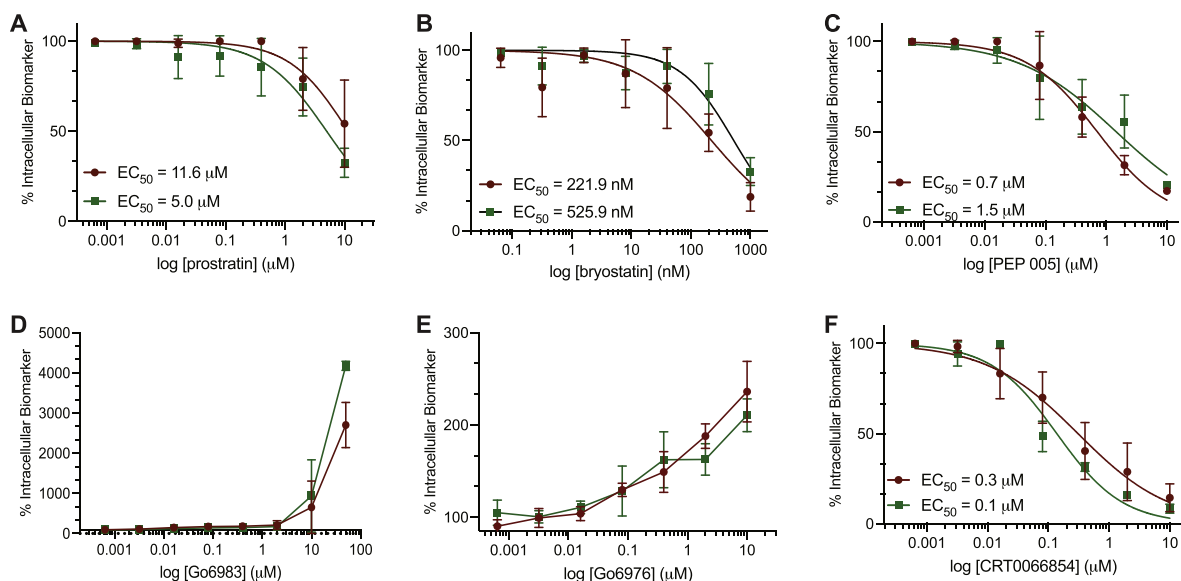 A
% Intracellular Biomarker
100
50
0
EC50 = 11.6 μM
EC50 = 5.0 μM
0.001 0.1 1 10
log [prostratin] (μM)
B
% Intracellular Biomarker
100
50
0
EC50 = 221.9 nM
EC50 = 525.9 nM
0.1 1 10 100 1000
log [bryostatin] (nM)
C
% Intracellular Biomarker
100
50
0
EC50 = 0.7 μM
EC50 = 1.5 μM
0.001 0.01 0.1 1 10
log [PEP 005] (μM)
D
% Intracellular Biomarker
5000
4000
3000
2000
1000
0
0.001 0.01 0.1 1 10 100
log [Go6983] (μM)
E
% Intracellular Biomarker
300
200
100
0.001 0.01 0.1 1 10
log [Go6976] (μM)
F
% Intracellular Biomarker
100
50
0
EC50 = 0.3 μM
EC50 = 0.1 μM
0.001 0.01 0.1 1 10
log [CRT0066854] (μM)